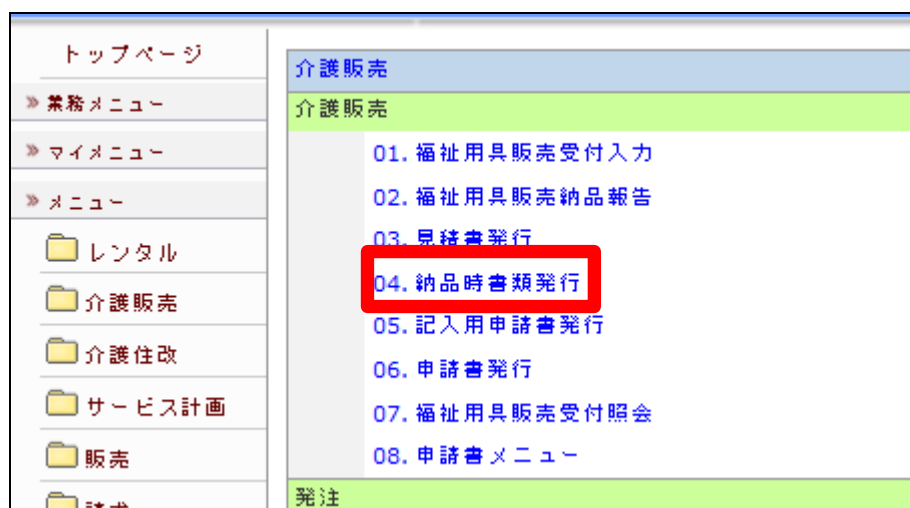 トップページ
» 業務メニュー
» マイメニュー
» メニュー
レンタル
介護販売
介護住改
サービス計画
販売
介護販売
介護販売
01. 福祉用具販売受付入力
02. 福祉用具販売納品報告
03. 見積書発行
04. 納品時書類発行
05. 記入用申請書発行
06. 申請書発行
07. 福祉用具販売受付照会
08. 申請書メニュー
発注